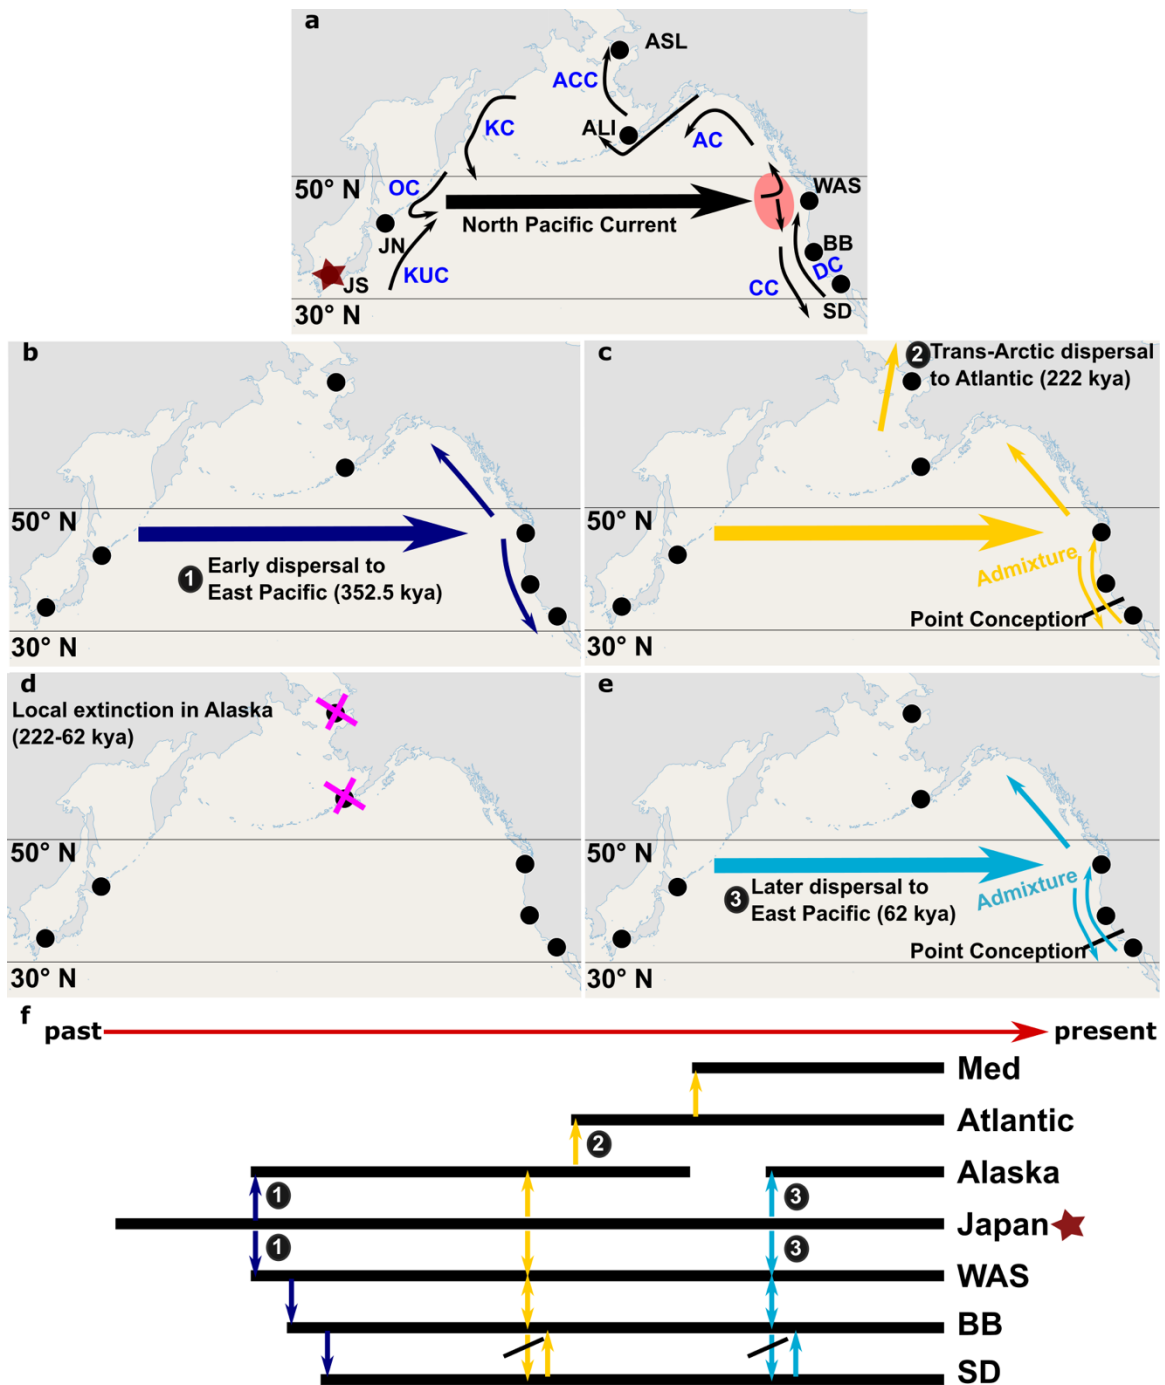 a
ASL
ACC
KC
ALI
AC
50° N
OC
WAS
North Pacific Current
JN
BB
KUC
DC
JS
CC
SD
30° N
b
50° N
1 Early dispersal to
East Pacific (352.5 kya)
30° N
c
2 Trans-Arctic dispersal
to Atlantic (222 kya)
50° N
Admixture
Point Conception
30° N
d
Local extinction in Alaska
(222-62 kya)
50° N
30° N
e
50° N
Admixture
3 Later dispersal to
East Pacific (62 kya)
Point Conception
30° N
f
past
present
Med
Atlantic
2
Alaska
1
3
Japan
1
3
WAS
BB
SD